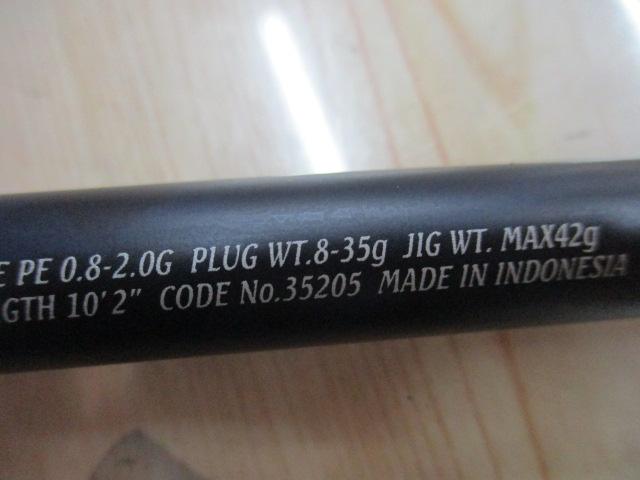 E PE 0.8-2.0G PLUG WT.8-35g JIG WT. MAX42g
GTH 10'2" CODE No.35205 MADE IN INDONESIA